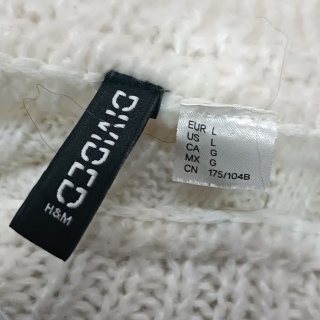 DIVIDED
H&M
EUR L
US L
CA G
MX G
CN 175/104B